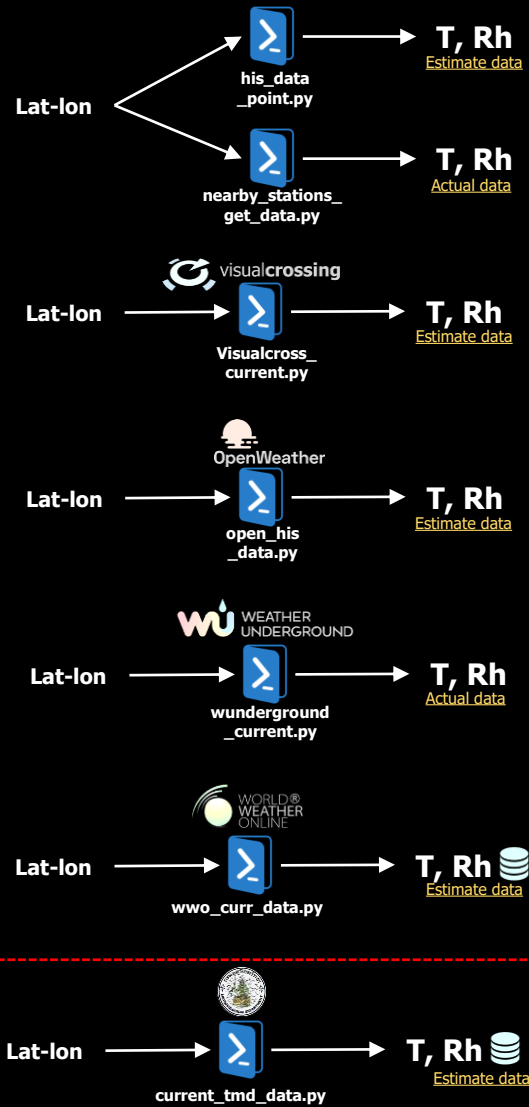 T, Rh
Estimate data
his_data
_point.py
Lat-lon
T, Rh
Actual data
nearby_stations_
get_data.py
visualcrossing
Lat-lon
T, Rh
Estimate data
Visualcross_
current.py
OpenWeather
Lat-lon
T, Rh
Estimate data
open_his
_data.py
WU WEATHER
UNDERGROUND
Lat-lon
T, Rh
Actual data
wunderground
_current.py
WORLD®
WEATHER
ONLINE
Lat-lon
T, Rh
Estimate data
wwo_curr_data.py
Lat-lon
T, Rh
Estimate data
current_tmd_data.py